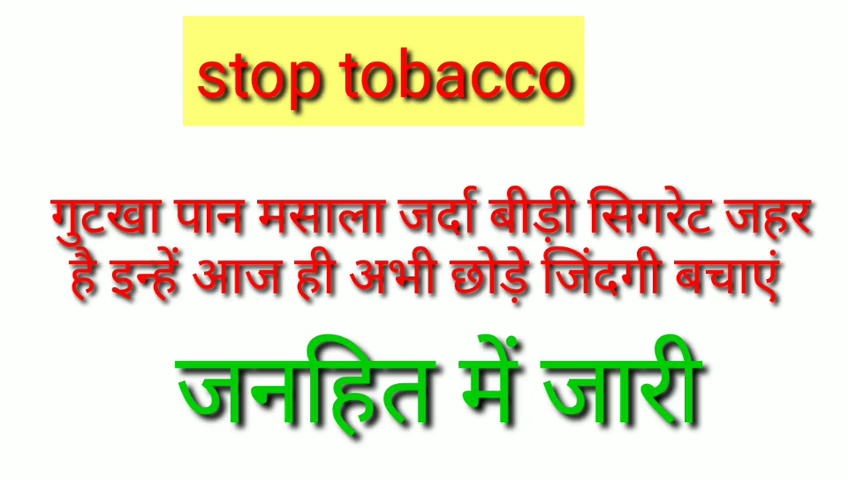 stop tobacco
गुटखा पान मसाला जर्दा बीड़ी सिगरेट जहर
है इन्हें आज ही अभी छोड़े जिंदगी बचाएं
जनहित में जारी